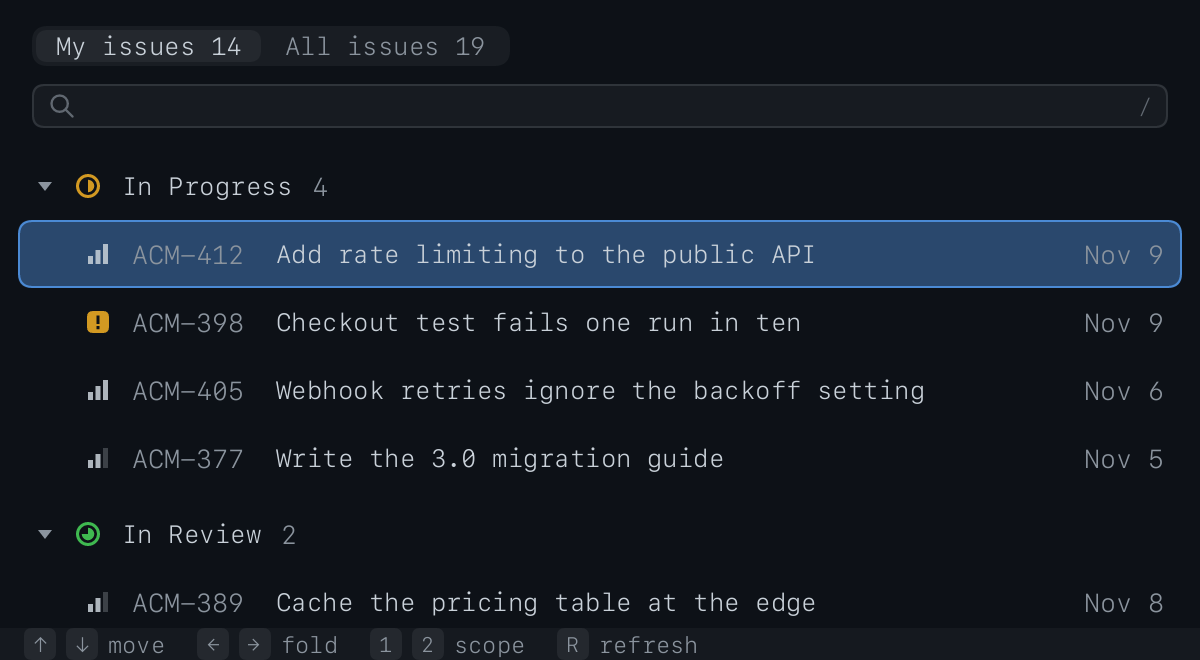 My issues 14 All issues 19
/
In Progress 4
ACM-412 Add rate limiting to the public API Nov 9
! ACM-398 Checkout test fails one run in ten Nov 9
ACM-405 Webhook retries ignore the backoff setting Nov 6
ACM-377 Write the 3.0 migration guide Nov 5
In Review 2
ACM-389 Cache the pricing table at the edge Nov 8
↑ ↓ move ← → fold 1 2 scope R refresh